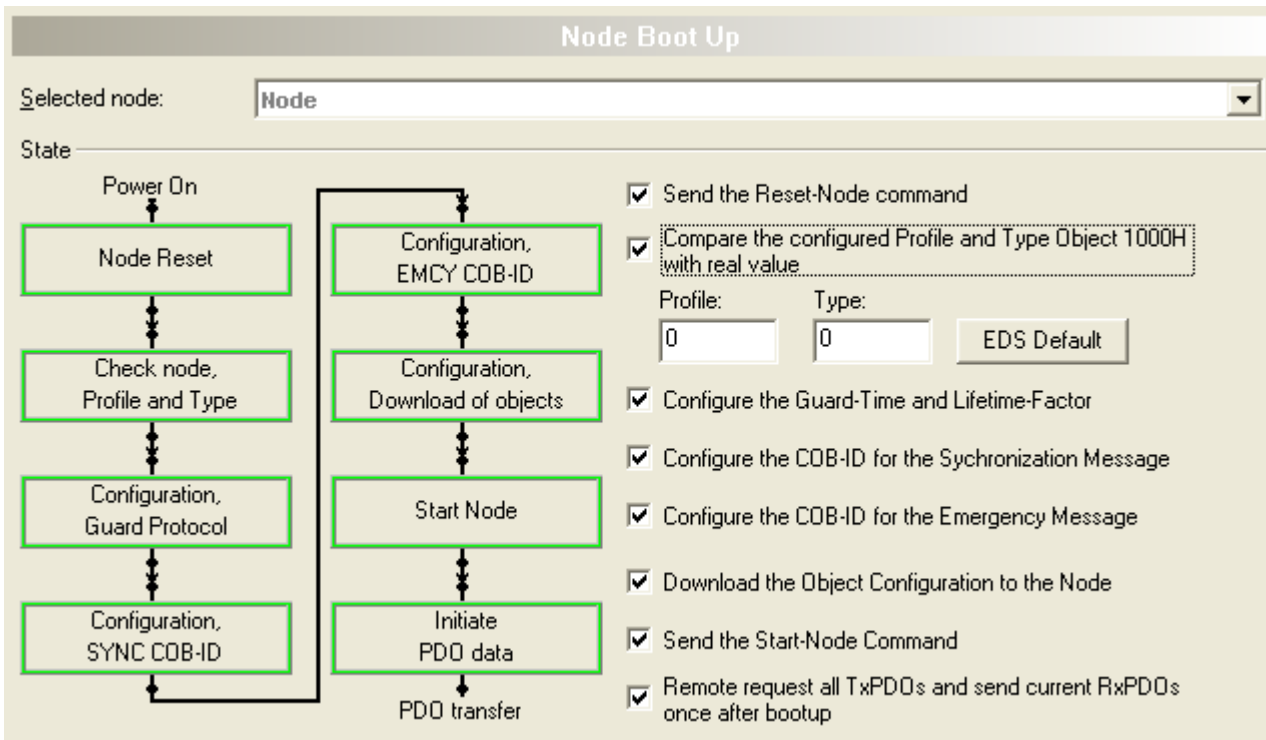 Node Boot Up
Selected node:
Node
State
Power On
Node Reset
Check node,
Profile and Type
Configuration,
Guard Protocol
Configuration,
SYNC COB-ID
Configuration,
EMCY COB-ID
Configuration,
Download of objects
Start Node
Initiate
PDO data
PDO transfer
Send the Reset-Node command
Compare the configured Profile and Type Object 1000H
with real value
Profile:
Type:
0
0
EDS Default
Configure the Guard-Time and Lifetime-Factor
Configure the COB-ID for the Sychronization Message
Configure the COB-ID for the Emergency Message
Download the Object Configuration to the Node
Send the Start-Node Command
Remote request all TxPDOs and send current RxPDOs
once after bootup